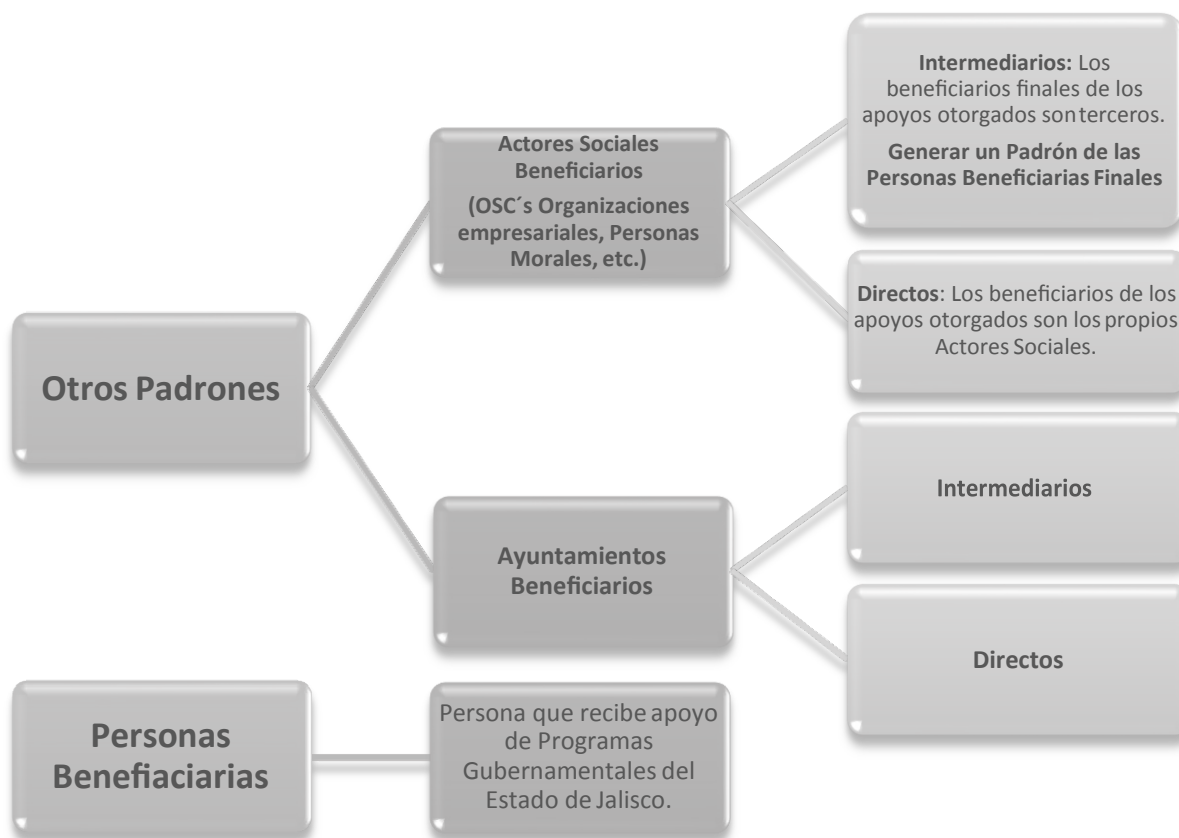 Otros Padrones
Actores Sociales
Beneficiarios
(OSC´s Organizaciones
empresariales, Personas
Morales, etc.)
Intermediarios: Los
beneficiarios finales de los
apoyos otorgados son terceros.
Generar un Padrón de las
Personas Beneficiarias Finales
Directos: Los beneficiarios de los
apoyos otorgados son los propios
Actores Sociales.
Ayuntamientos
Beneficiarios
Intermediarios
Directos
Personas
Benefiaciarias
Persona que recibe apoyo
de Programas
Gubernamentales del
Estado de Jalisco.